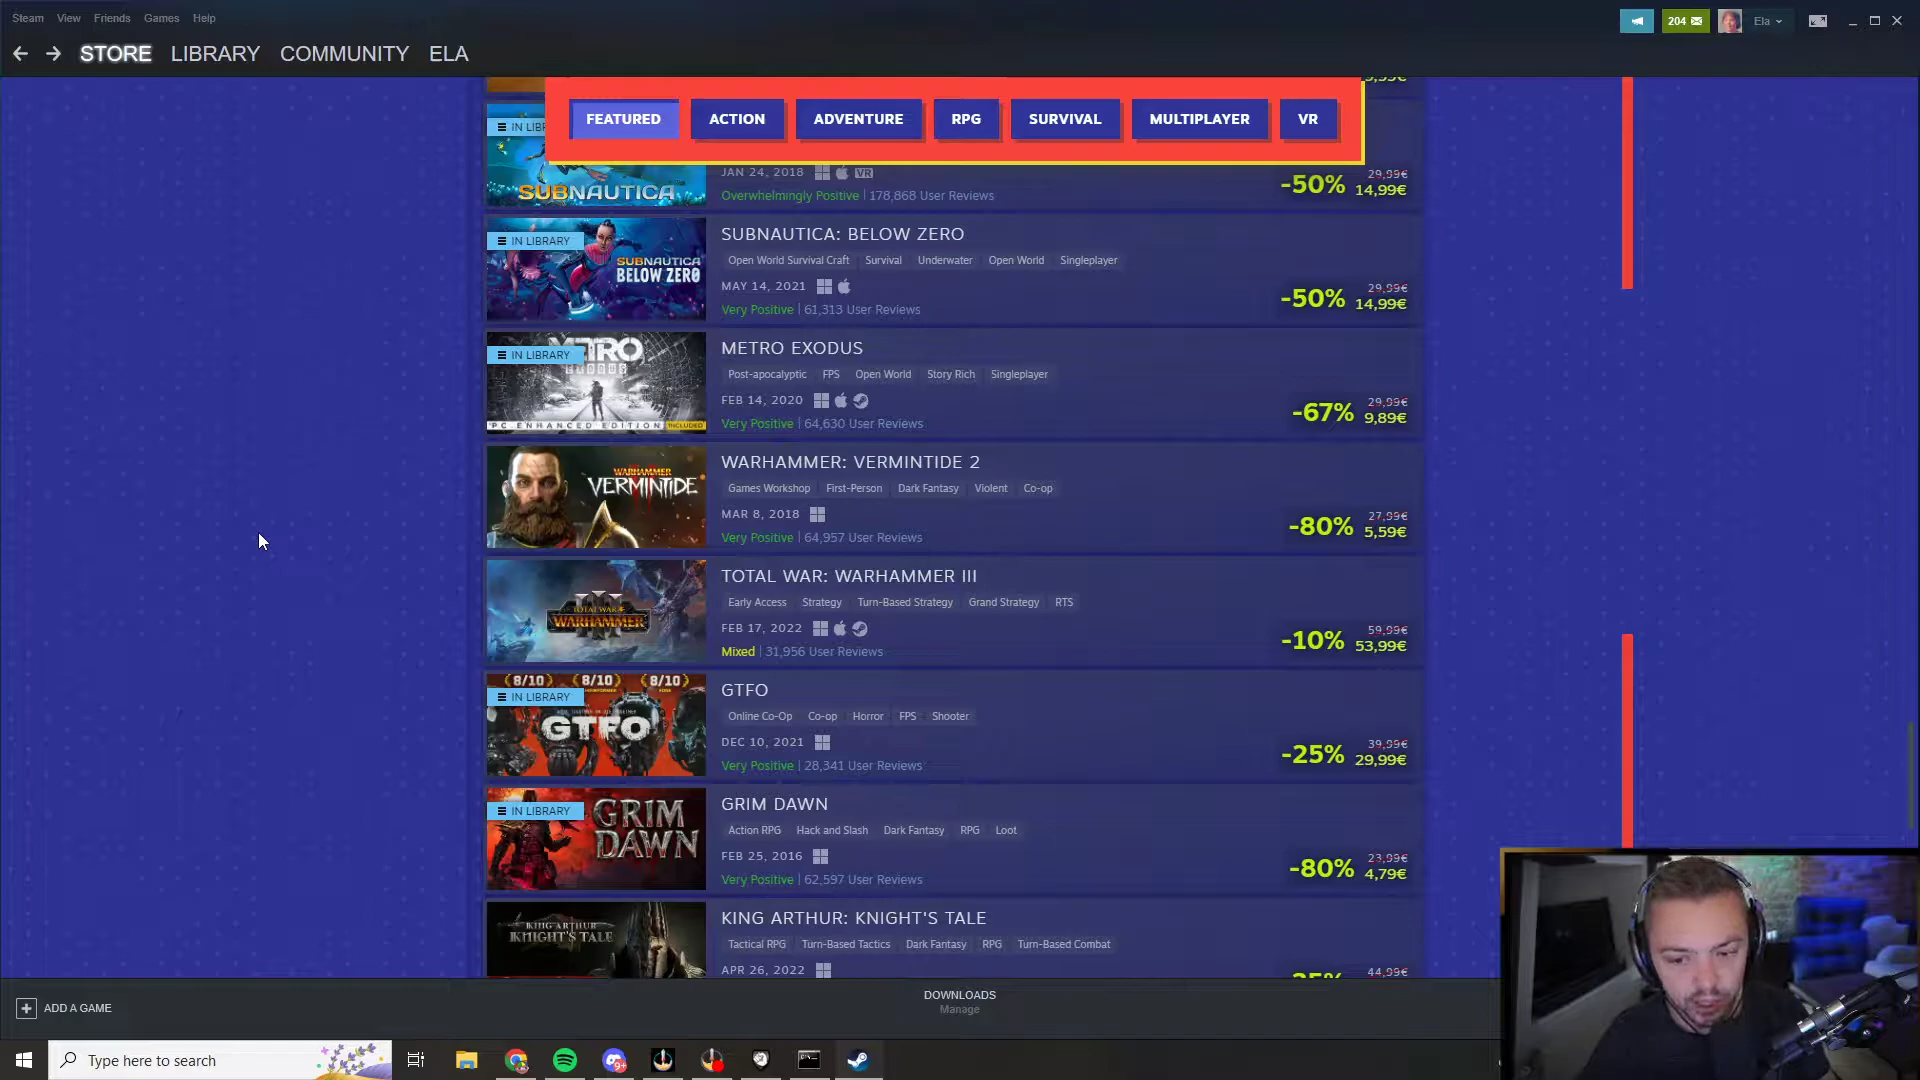 Steam View Friends Games Help
204
Ela
STORE LIBRARY COMMUNITY ELA
FEATURED ACTION ADVENTURE RPG SURVIVAL MULTIPLAYER VR
IN LIBRARY
SUBNAUTICA
JAN 24, 2018 VR
Overwhelmingly Positive | 178,868 User Reviews
-50% 29,99€ 14,99€
IN LIBRARY
SUBNAUTICA
BELOW ZERO
SUBNAUTICA: BELOW ZERO
Open World Survival Craft Survival Underwater Open World Singleplayer
MAY 14, 2021
Very Positive | 61,313 User Reviews
-50% 29,99€ 14,99€
IN LIBRARY
METRO
EXODUS
PC ENHANCED EDITION INCLUDED
METRO EXODUS
Post-apocalyptic FPS Open World Story Rich Singleplayer
FEB 14, 2020
Very Positive | 64,630 User Reviews
-67% 29,99€ 9,89€
WARHAMMER
VERMINTIDE
WARHAMMER: VERMINTIDE 2
Games Workshop First-Person Dark Fantasy Violent Co-op
MAR 8, 2018
Very Positive | 64,957 User Reviews
-80% 27,99€ 5,59€
TOTAL WAR
WARHAMMER
III
TOTAL WAR: WARHAMMER III
Early Access Strategy Turn-Based Strategy Grand Strategy RTS
FEB 17, 2022
Mixed | 31,956 User Reviews
-10% 59,99€ 53,99€
8/10 8/10 8/10
IN LIBRARY
GTFO
GTFO
Online Co-Op Co-op Horror FPS Shooter
DEC 10, 2021
Very Positive | 28,341 User Reviews
-25% 39,99€ 29,99€
IN LIBRARY
GRIM
DAWN
GRIM DAWN
Action RPG Hack and Slash Dark Fantasy RPG Loot
FEB 25, 2016
Very Positive | 62,597 User Reviews
-80% 23,99€ 4,79€
KING ARTHUR
KNIGHT'S TALE
KING ARTHUR: KNIGHT'S TALE
Tactical RPG Turn-Based Tactics Dark Fantasy RPG Turn-Based Combat
APR 26, 2022
44,99€
ADD A GAME
DOWNLOADS
Manage
Type here to search
9+